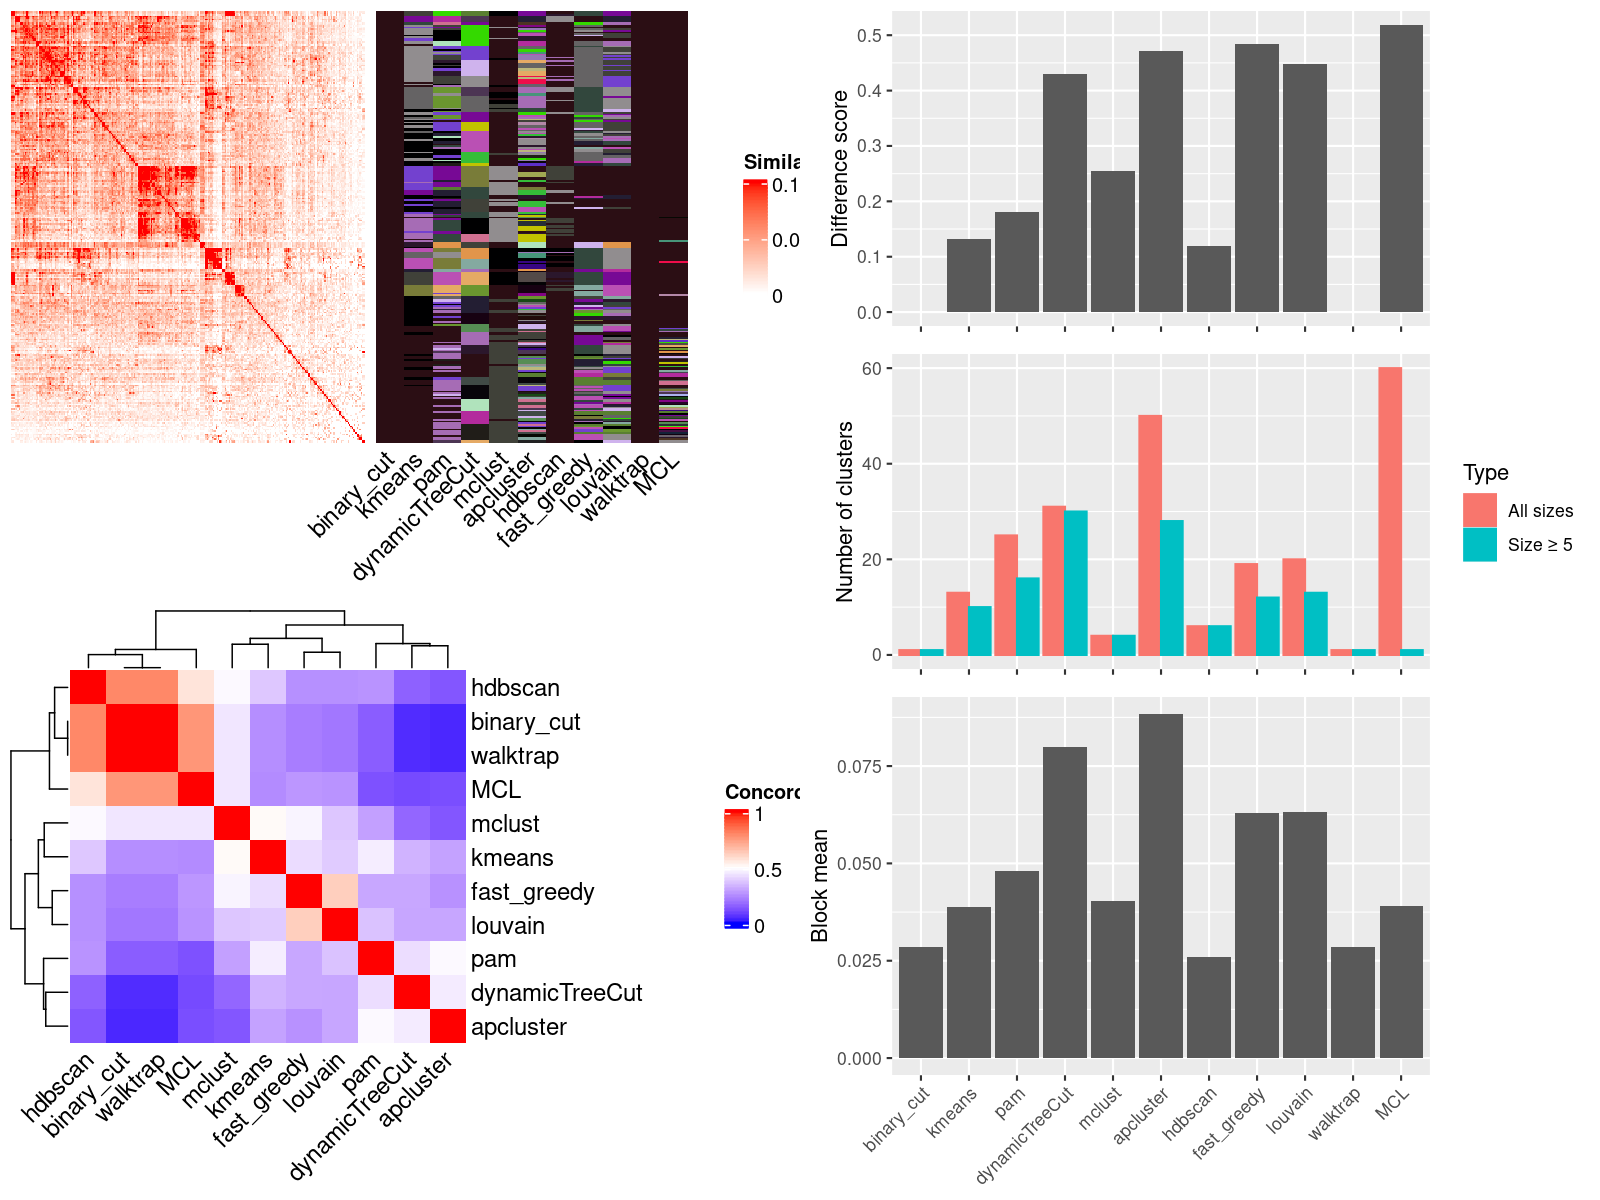 Simila
0.1
0.0
0
binary_cut
kmeans
pam
dynamicTreeCut
mclust
apcluster
hdbscan
fast_greedy
louvain
walktrap
MCL
hdbscan
binary_cut
walktrap
MCL
mclust
kmeans
fast_greedy
louvain
pam
dynamicTreeCut
apcluster
hdbscan
binary_cut
walktrap
MCL
mclust
kmeans
fast_greedy
louvain
pam
dynamicTreeCut
apcluster
Concord
1
0.5
0
Difference score
0.5
0.4
0.3
0.2
0.1
0.0
Number of clusters
60
40
20
0
Type
All sizes
Size ≥ 5
Block mean
0.075
0.050
0.025
0.000
binary_cut
kmeans
pam
dynamicTreeCut
mclust
apcluster
hdbscan
fast_greedy
louvain
walktrap
MCL